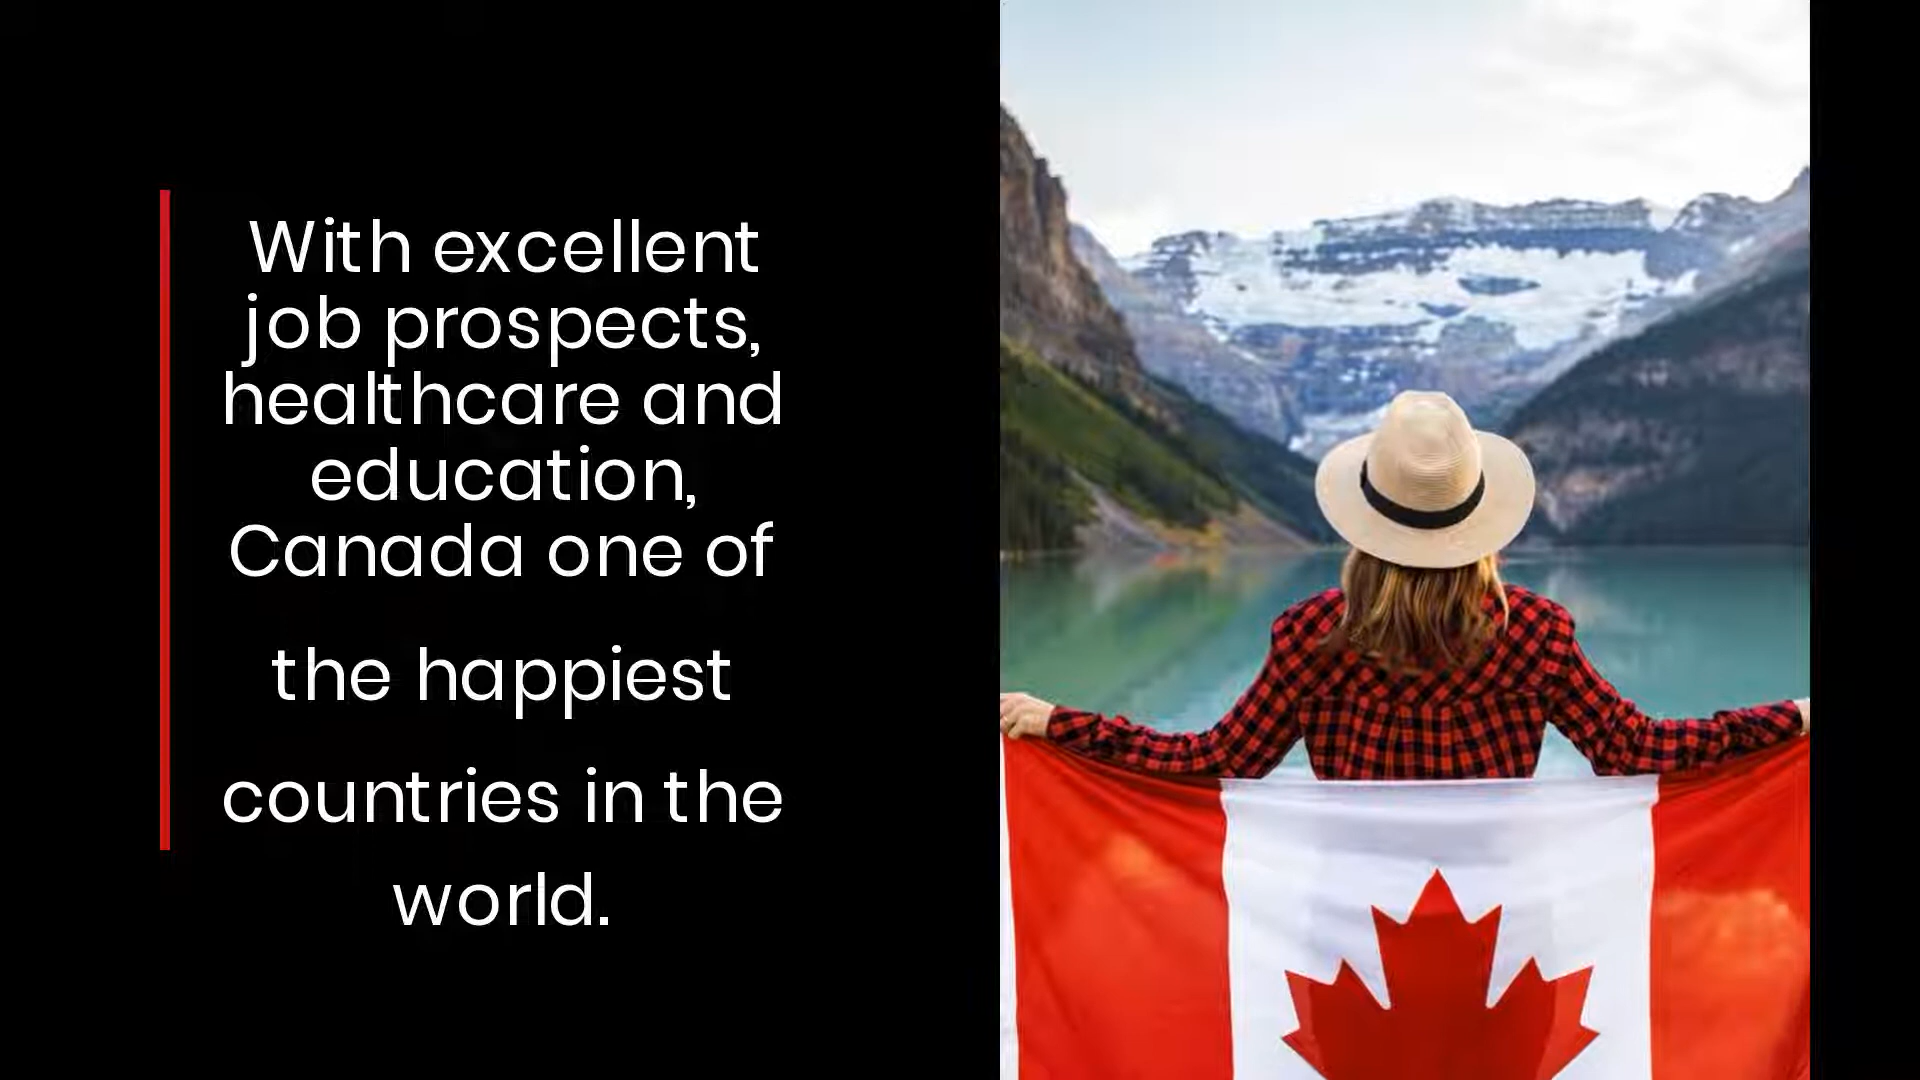 With excellent
job prospects,
healthcare and
education,
Canada one of
the happiest
countries in the
world.